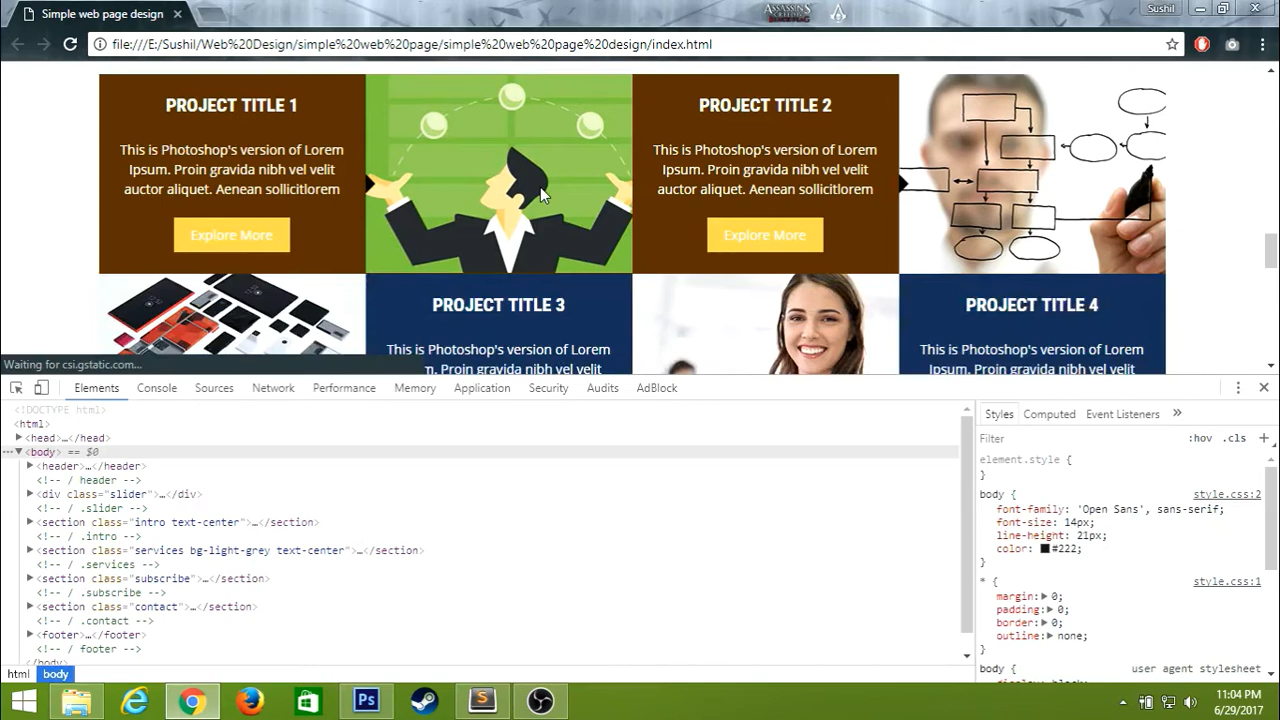 Simple web page design
ASSASSIN'S
Sushil
file:///E:/Sushil/Web%20Design/simple%20web%20page/simple%20web%20page%20design/index.html
PROJECT TITLE 1
This is Photoshop's version of Lorem
Ipsum. Proin gravida nibh vel velit
auctor aliquet. Aenean sollicitlorem
Explore More
PROJECT TITLE 2
This is Photoshop's version of Lorem
Ipsum. Proin gravida nibh vel velit
auctor aliquet. Aenean sollicitlorem
Explore More
PROJECT TITLE 3
This is Photoshop's version of Lorem
PROJECT TITLE 4
This is Photoshop's version of Lorem
Waiting for csi.gstatic.com...
Elements Console Sources Network Performance Memory Application Security Audits AdBlock
<!DOCTYPE html>
<html>
<head>…</head>
<body> == $0
<header>…</header>
<!-- / header -->
<div class="slider">…</div>
<!-- / .slider -->
<section class="intro text-center">…</section>
<!-- / .intro -->
<section class="services bg-light-grey text-center">…</section>
<!-- / .services -->
<section class="subscribe">…</section>
<!-- / .subscribe -->
<section class="contact">…</section>
<!-- / .contact -->
<footer>…</footer>
<!-- / footer -->
</body>
html body
Styles Computed Event Listeners »
Filter :hov .cls +
element.style {
}
body { style.css:2
font-family: 'Open Sans', sans-serif;
font-size: 14px;
line-height: 21px;
color: #222;
}
* { style.css:1
margin: 0;
padding: 0;
border: 0;
outline: none;
}
body { user agent stylesheet
Ps
S
11:04 PM
6/29/2017